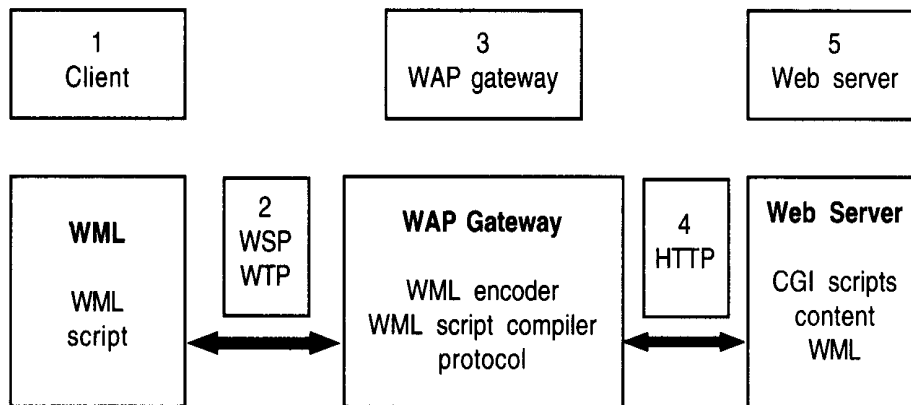 1
Client
3
WAP gateway
5
Web server
WML
WML
script
2
WSP
WTP
WAP Gateway
WML encoder
WML script compiler
protocol
4
HTTP
Web Server
CGI scripts
content
WML